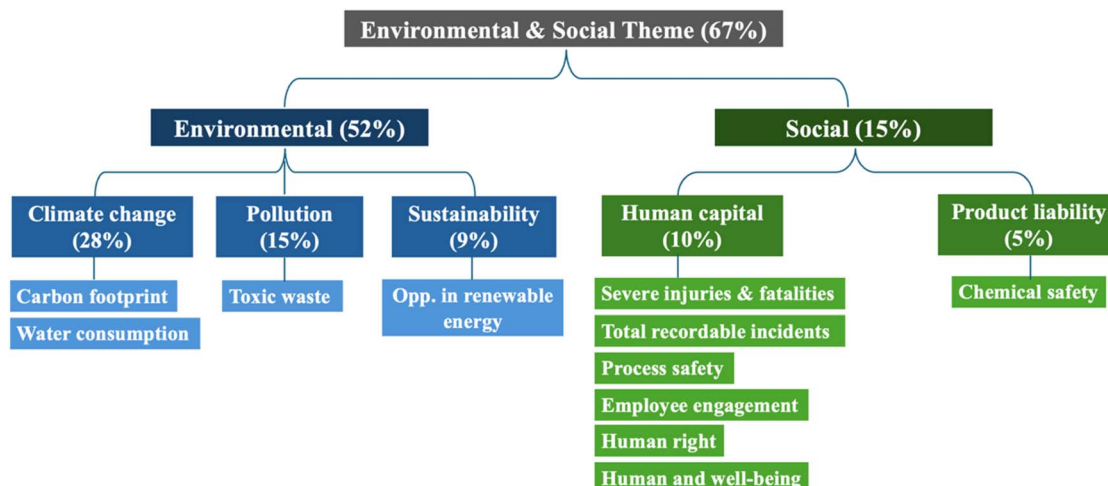 Environmental & Social Theme (67%)
Environmental (52%)
Social (15%)
Climate change
(28%)
Pollution
(15%)
Sustainability
(9%)
Human capital
(10%)
Product liability
(5%)
Carbon footprint
Water consumption
Toxic waste
Opp. in renewable
energy
Severe injuries & fatalities
Total recordable incidents
Process safety
Employee engagement
Human right
Human and well-being
Chemical safety